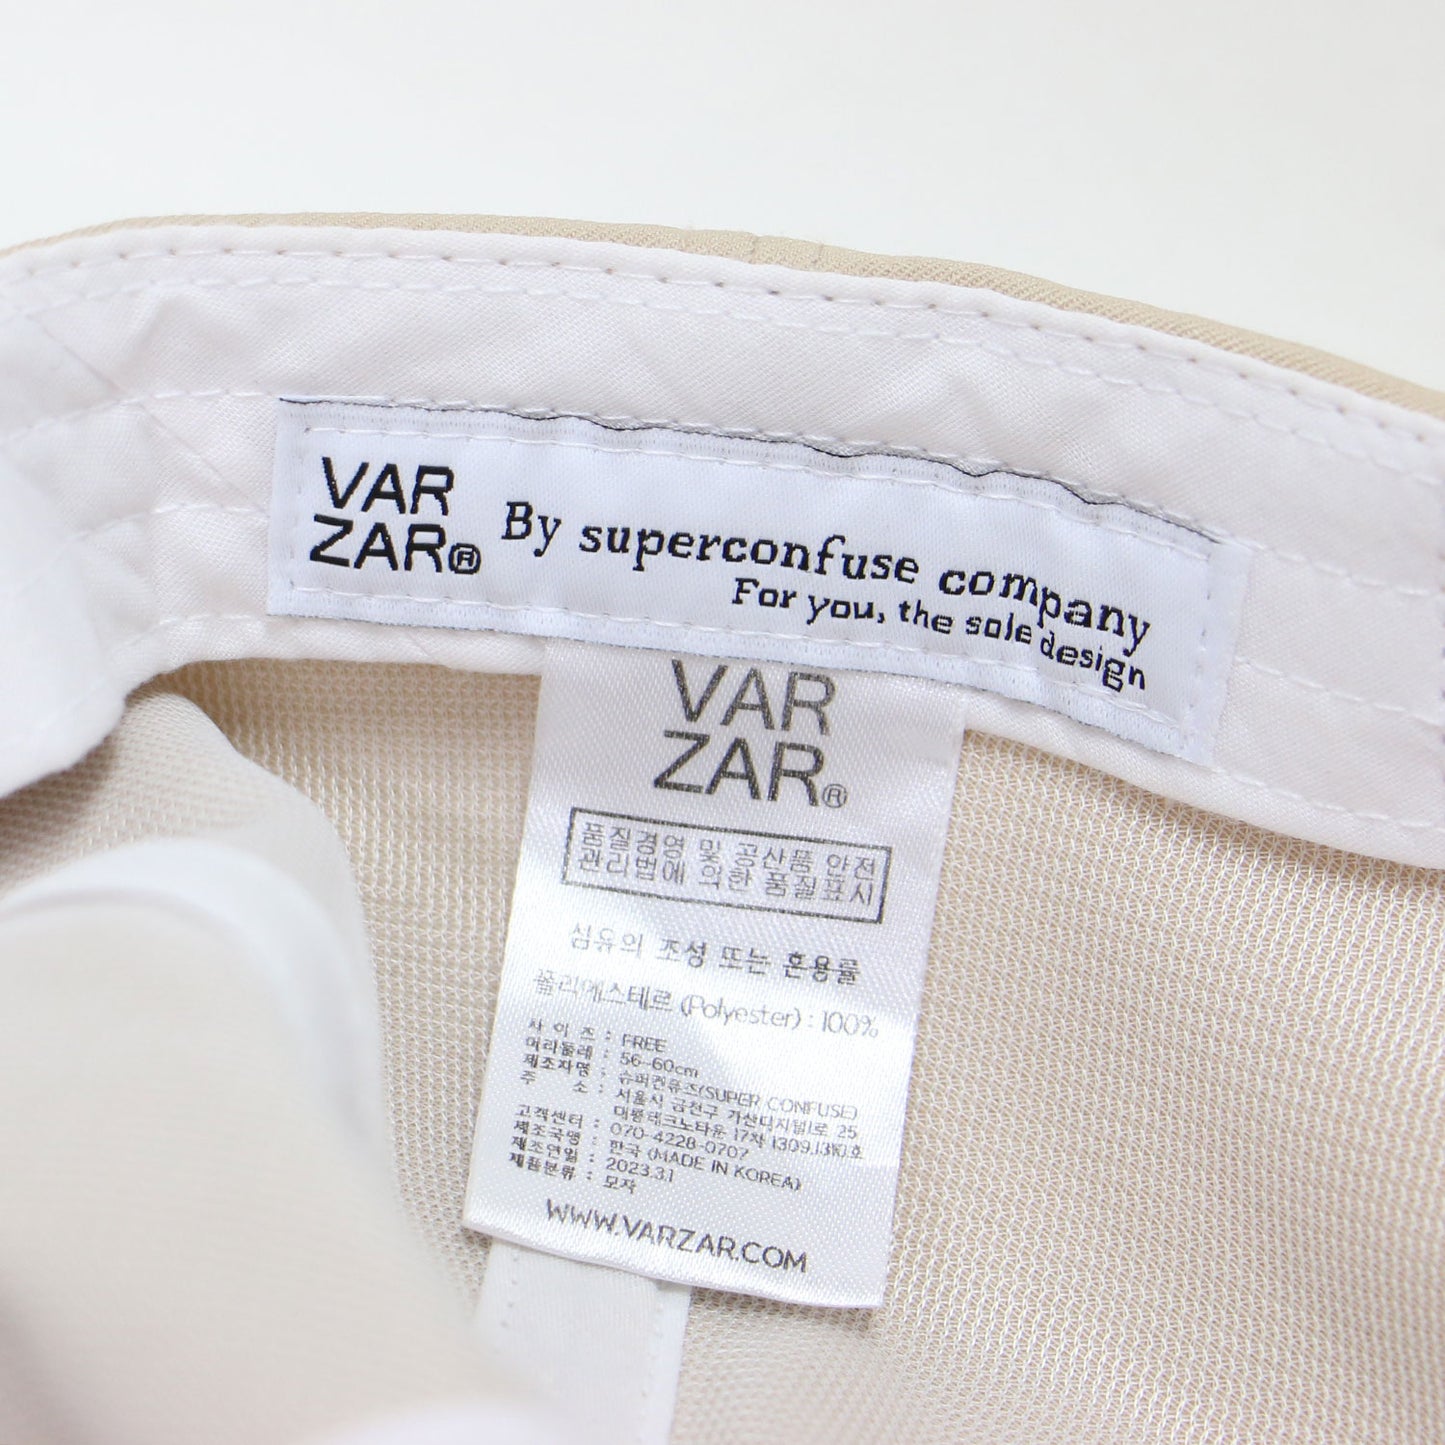 VAR
ZAR®
By superconfuse company
For you, the sole design
VAR
ZAR®
품질경영 및 공산품 안전
관리법에 의한 품질표시
섬유의 조성 또는 혼용률
폴리에스테르 (Polyester) : 100%
사 이 즈 : FREE
머리둘레 : 56-60cm
제조자명 : 슈퍼컨퓨즈(SUPER CONFUSE)
주 소 : 서울시 금천구 가산디지털1로 25
대륭테크노타운 17차 1309,1310호
고객센터 : 070-4228-0707
제조국명 : 한국 (MADE IN KOREA)
제조연일 : 2023.3.1
제품분류 : 모자
WWW.VARZAR.COM